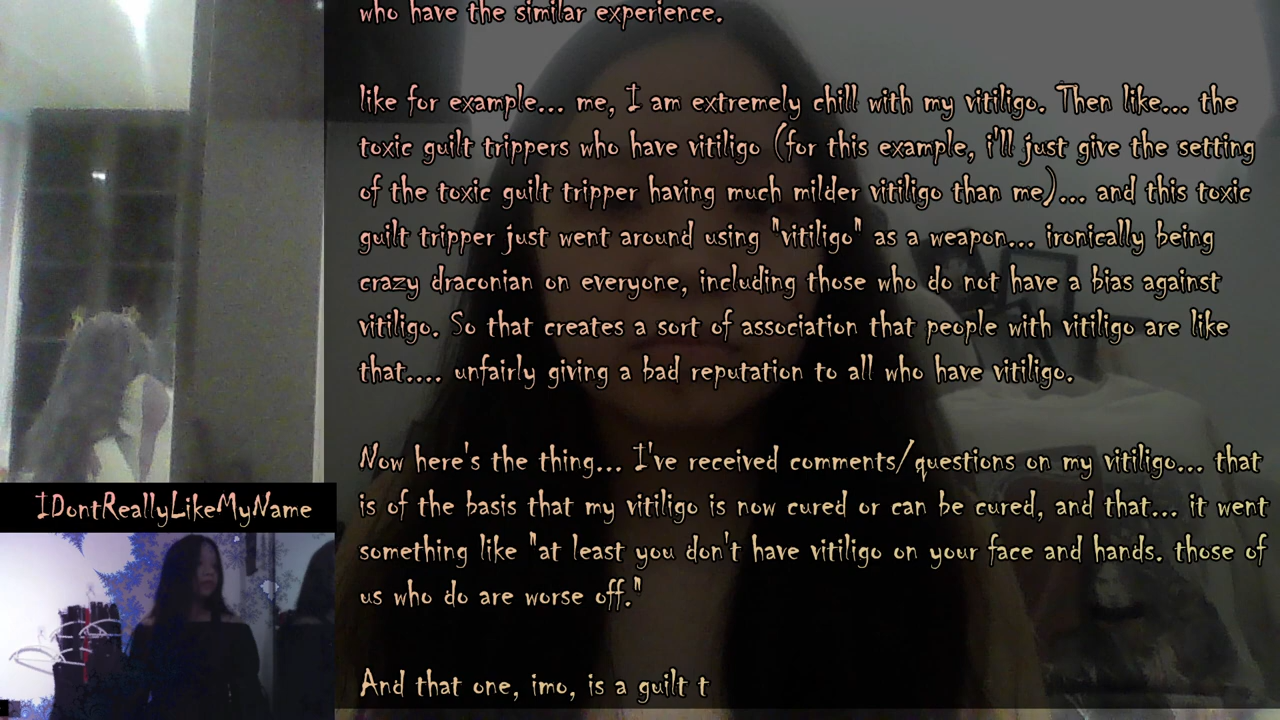 who have the similar experience.
like for example... me, I am extremely chill with my vitiligo. Then like... the
toxic guilt trippers who have vitiligo (for this example, i'll just give the setting
of the toxic guilt tripper having much milder vitiligo than me)... and this toxic
guilt tripper just went around using "vitiligo" as a weapon... ironically being
crazy draconian on everyone, including those who do not have a bias against
vitiligo. So that creates a sort of association that people with vitiligo are like
that.... unfairly giving a bad reputation to all who have vitiligo.
Now here's the thing... I've received comments/questions on my vitiligo... that
is of the basis that my vitiligo is now cured or can be cured, and that... it went
something like "at least you don't have vitiligo on your face and hands. those of
us who do are worse off."
And that one, imo, is a guilt t
IDontReallyLikeMyName